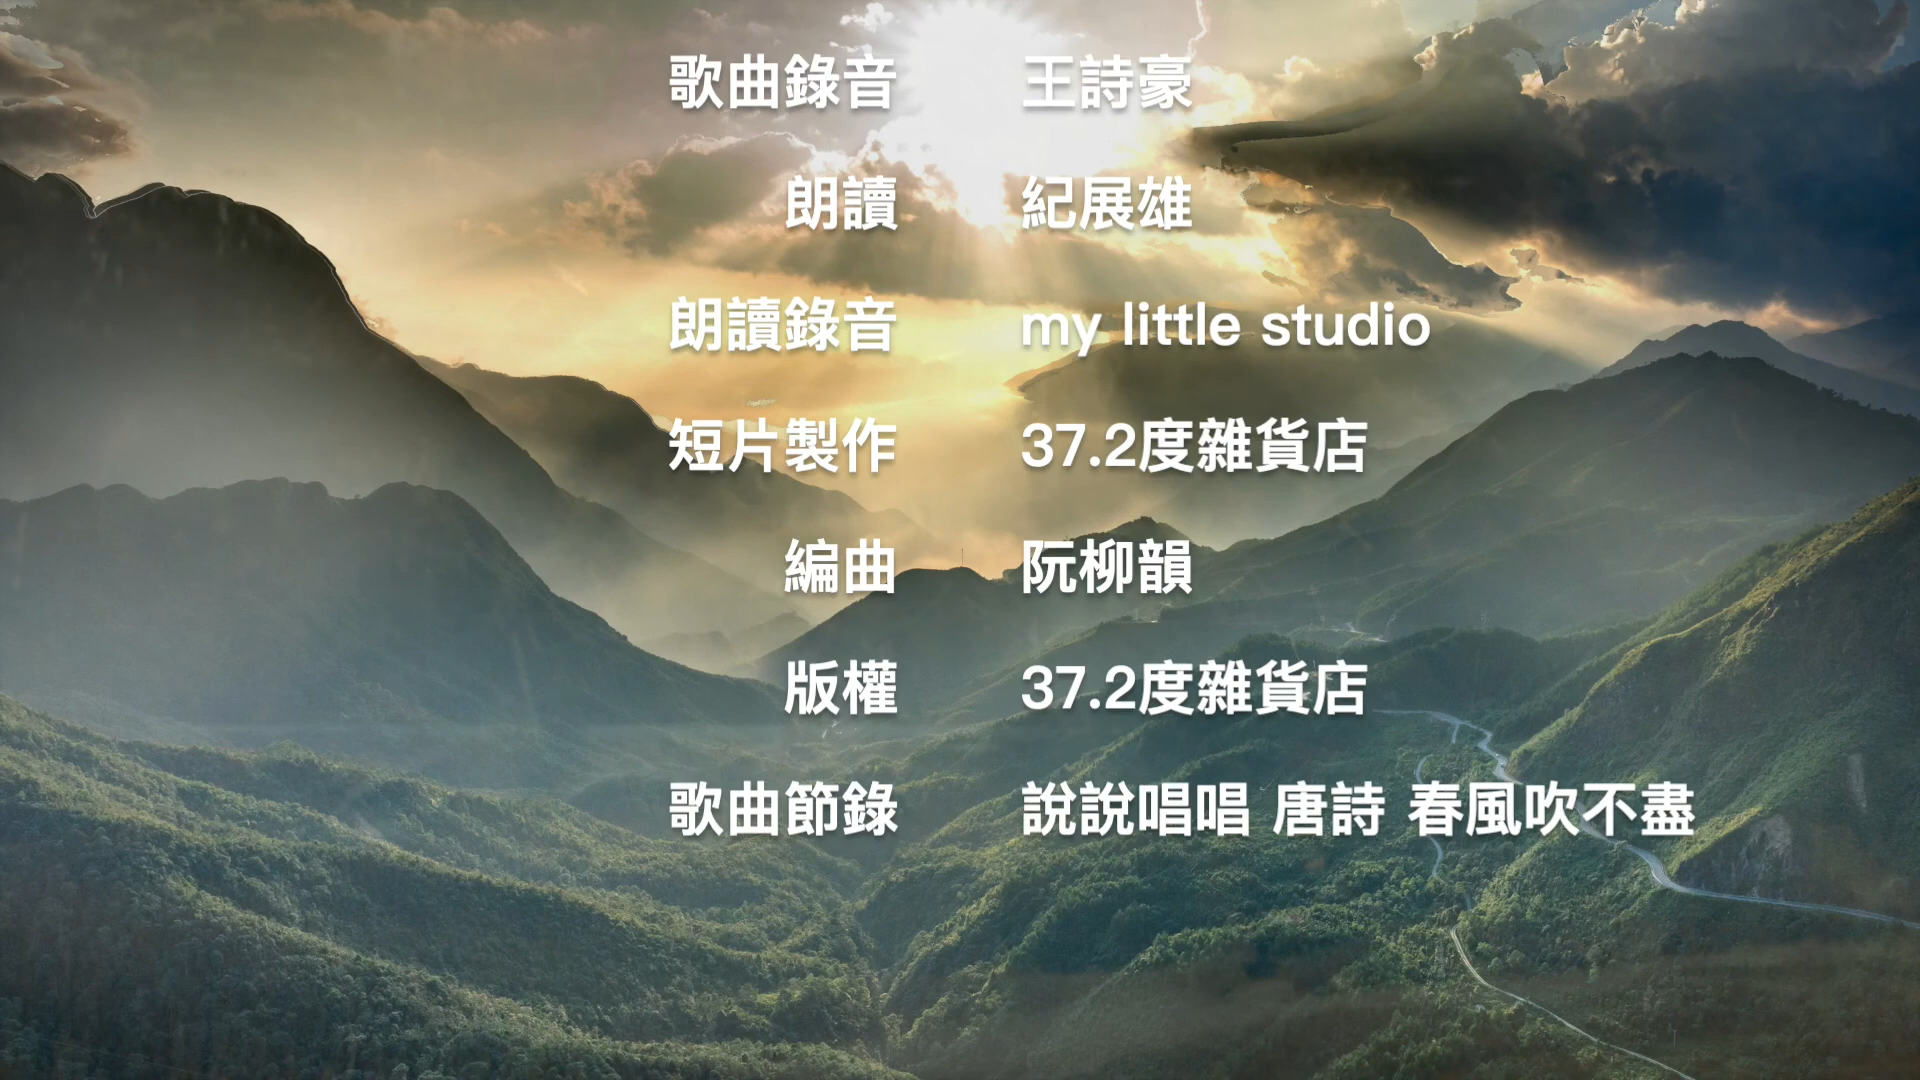 歌曲錄音 王詩豪
朗讀 紀展雄
朗讀錄音 my little studio
短片製作 37.2度雜貨店
編曲 阮柳韻
版權 37.2度雜貨店
歌曲節錄 說說唱唱 唐詩 春風吹不盡